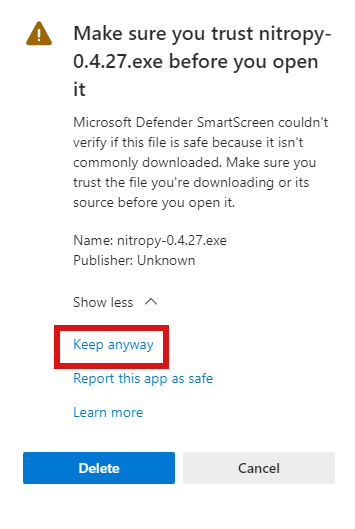 Make sure you trust nitropy-
0.4.27.exe before you open
it
Microsoft Defender SmartScreen couldn't
verify if this file is safe because it isn't
commonly downloaded. Make sure you
trust the file you're downloading or its
source before you open it.
Name: nitropy-0.4.27.exe
Publisher: Unknown
Show less
Keep anyway
Report this app as safe
Learn more
Delete
Cancel